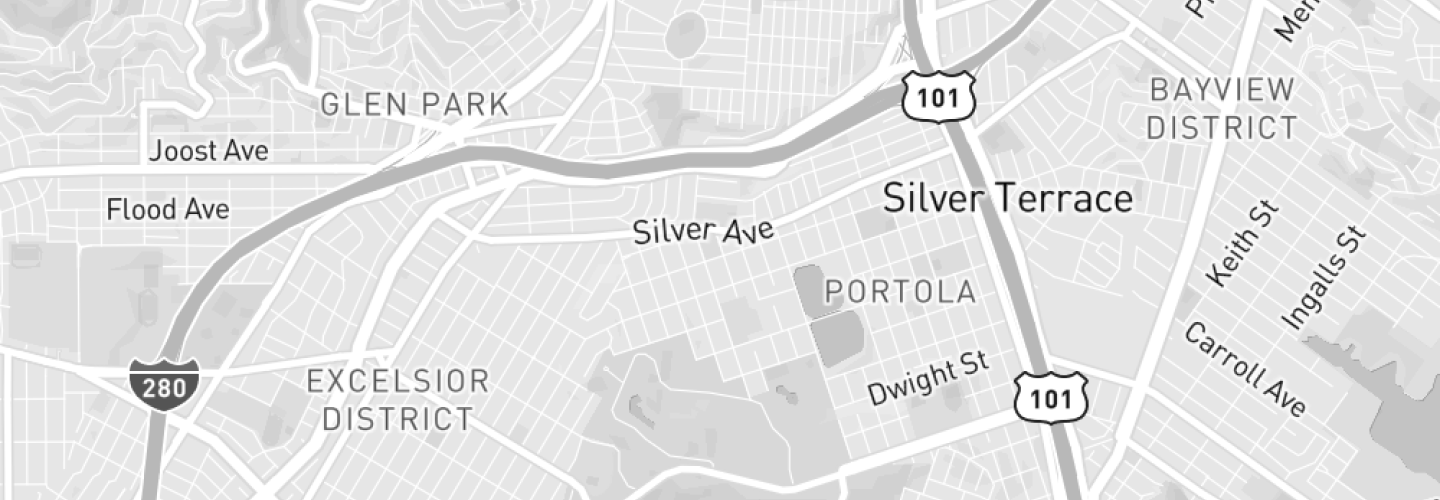 GLEN PARK
Joost Ave
Flood Ave
101
BAYVIEW
DISTRICT
Silver Terrace
Silver Ave
Keith St
Ingalls St
PORTOLA
Carroll Ave
Dwight St
280
EXCELSIOR
DISTRICT
101